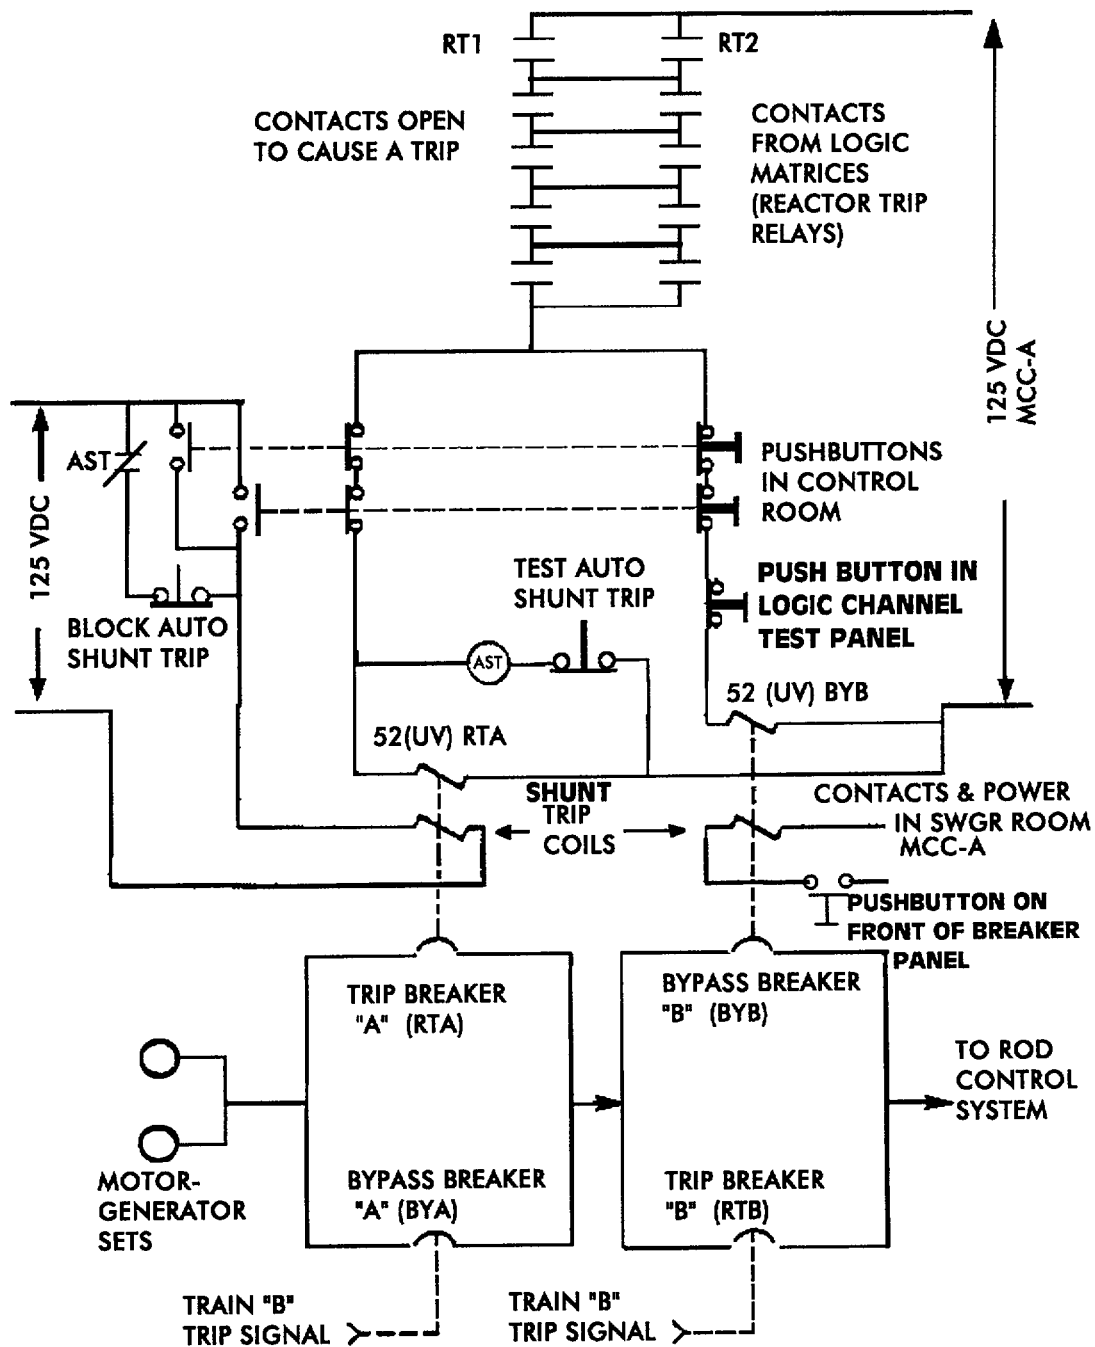 RT1
RT2
CONTACTS OPEN
TO CAUSE A TRIP
CONTACTS
FROM LOGIC
MATRICES
(REACTOR TRIP
RELAYS)
125 VDC
MCC-A
AST
125 VDC
PUSHBUTTONS
IN CONTROL
ROOM
TEST AUTO
SHUNT TRIP
PUSH BUTTON IN
LOGIC CHANNEL
TEST PANEL
BLOCK AUTO
SHUNT TRIP
AST
52 (UV) BYB
52(UV) RTA
SHUNT
TRIP
COILS
CONTACTS & POWER
IN SWGR ROOM
MCC-A
PUSHBUTTON ON
FRONT OF BREAKER
PANEL
TRIP BREAKER
"A" (RTA)
BYPASS BREAKER
"B" (BYB)
TO ROD
CONTROL
SYSTEM
MOTOR-
GENERATOR
SETS
BYPASS BREAKER
"A" (BYA)
TRIP BREAKER
"B" (RTB)
TRAIN "B"
TRIP SIGNAL
TRAIN "B"
TRIP SIGNAL